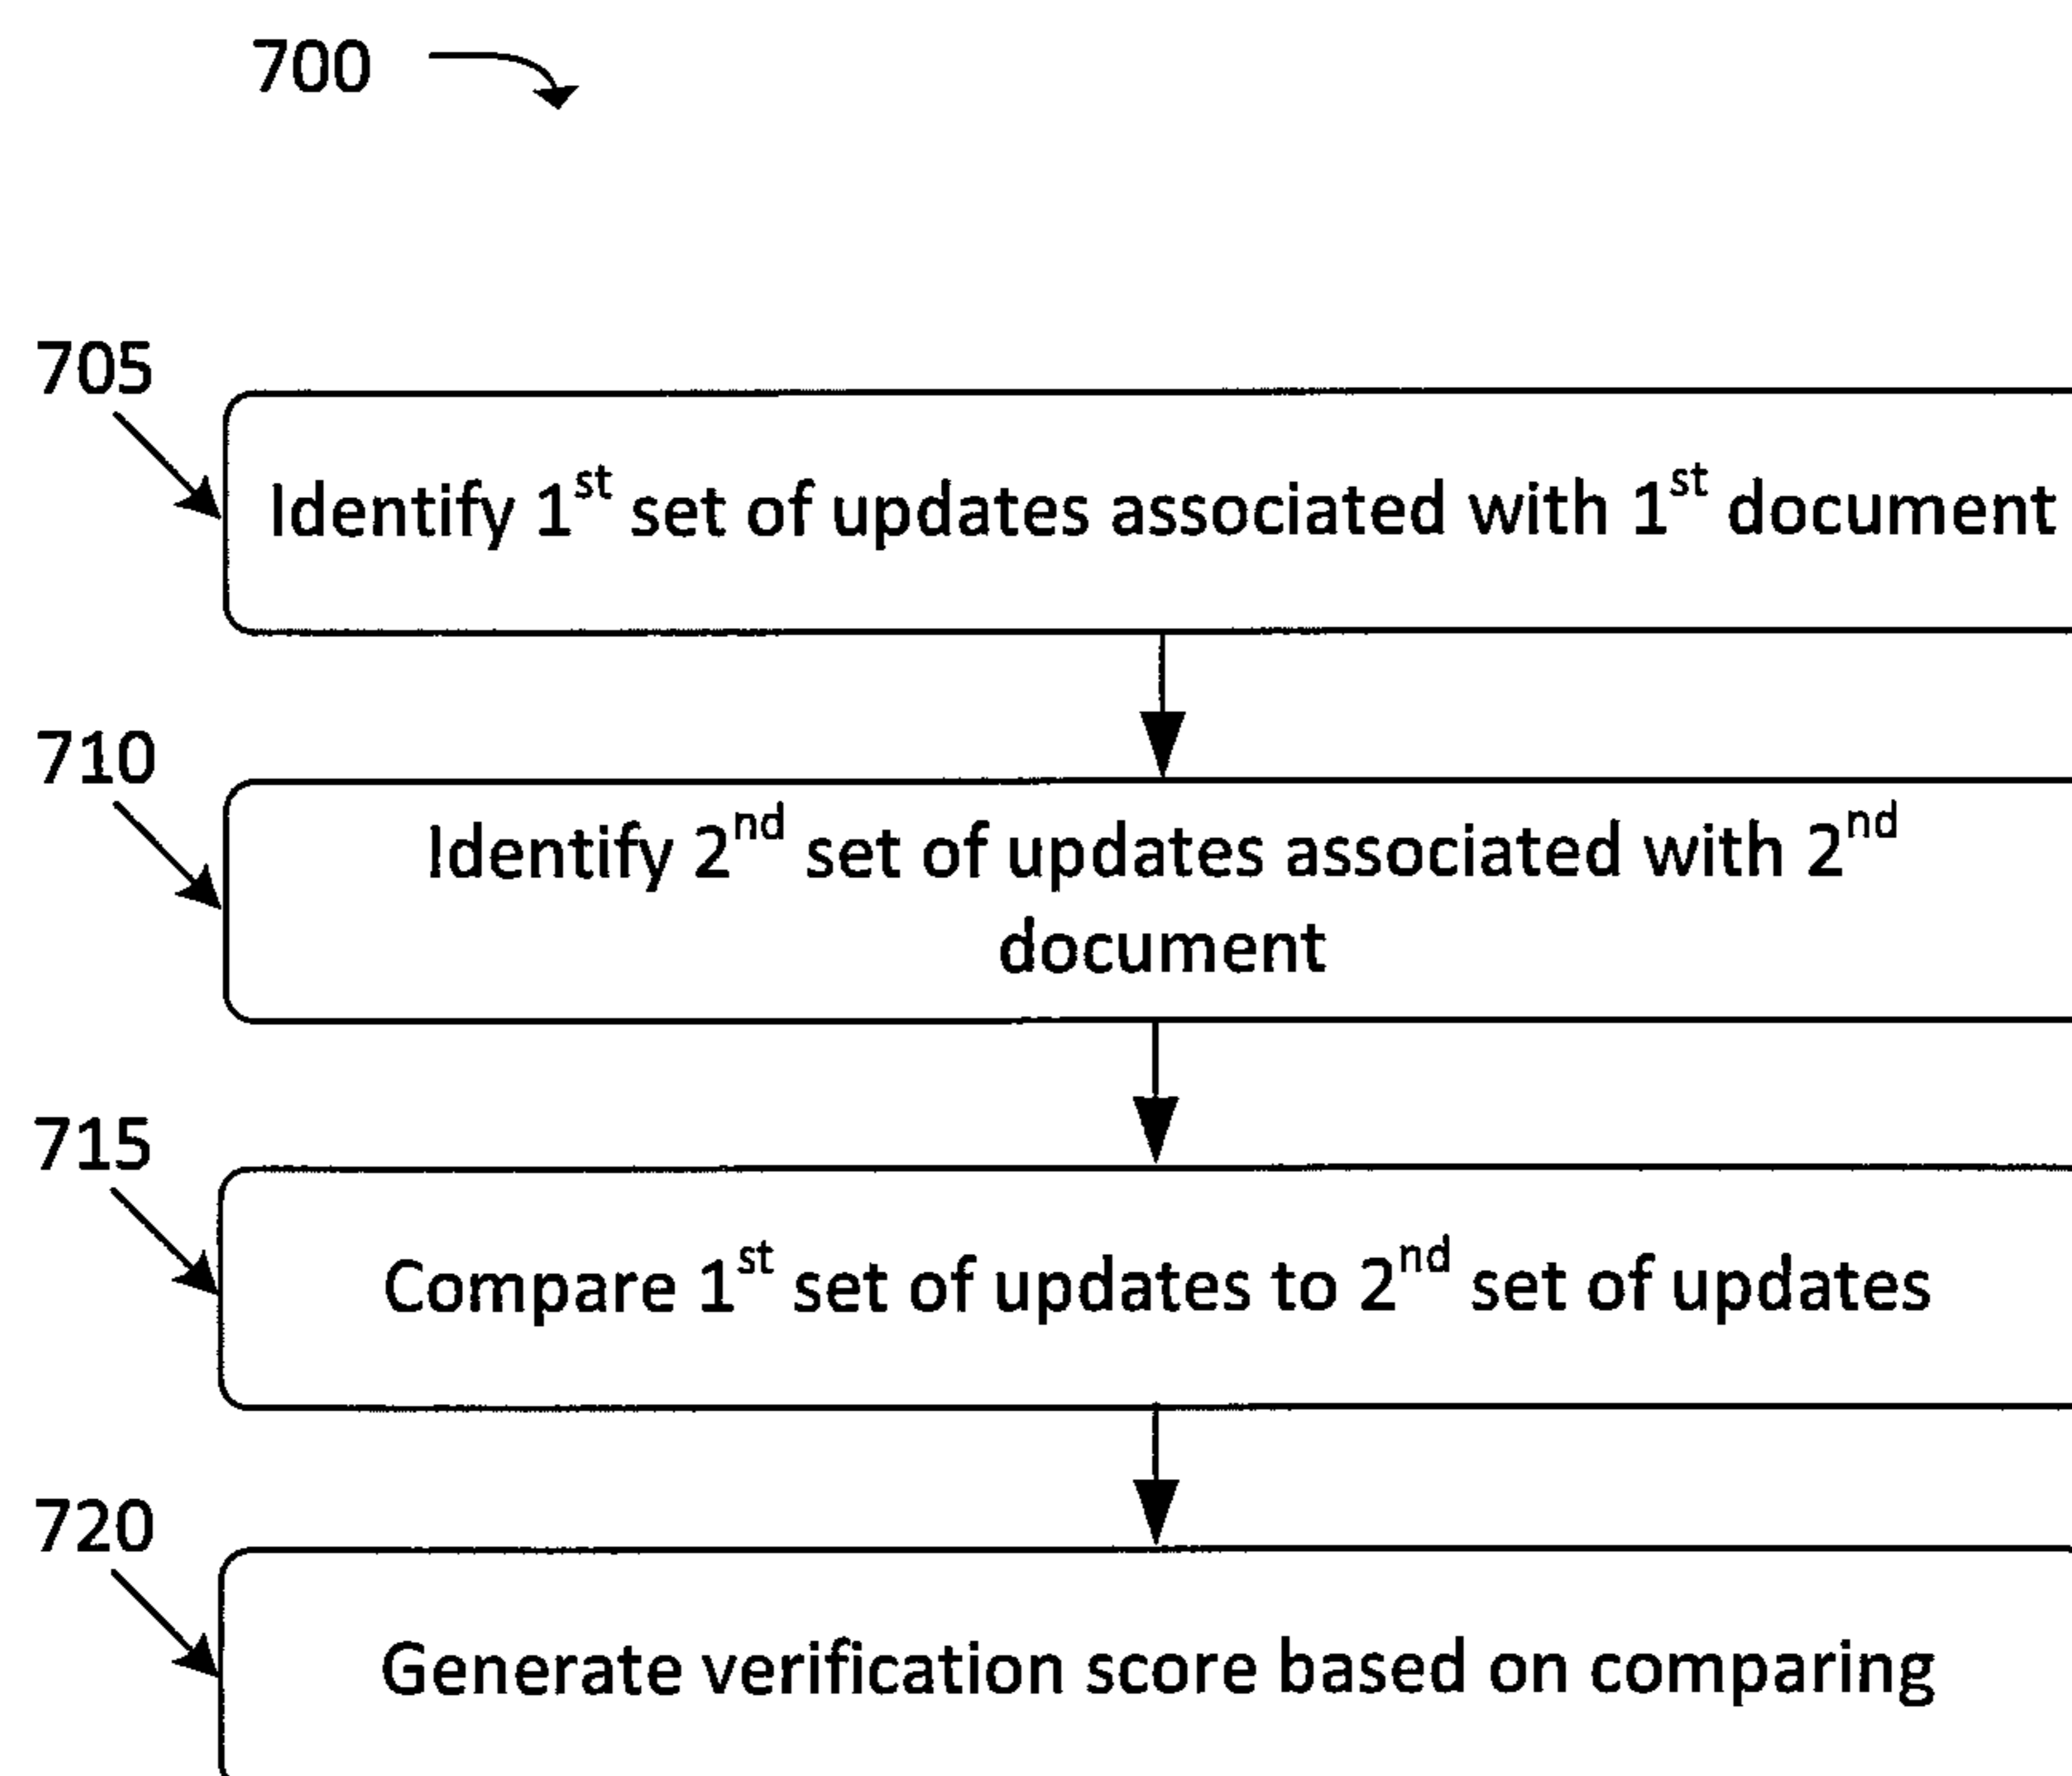 700
705
Identify 1st set of updates associated with 1st document
710
Identify 2nd set of updates associated with 2nd
document
715
Compare 1st set of updates to 2nd set of updates
720
Generate verification score based on comparing